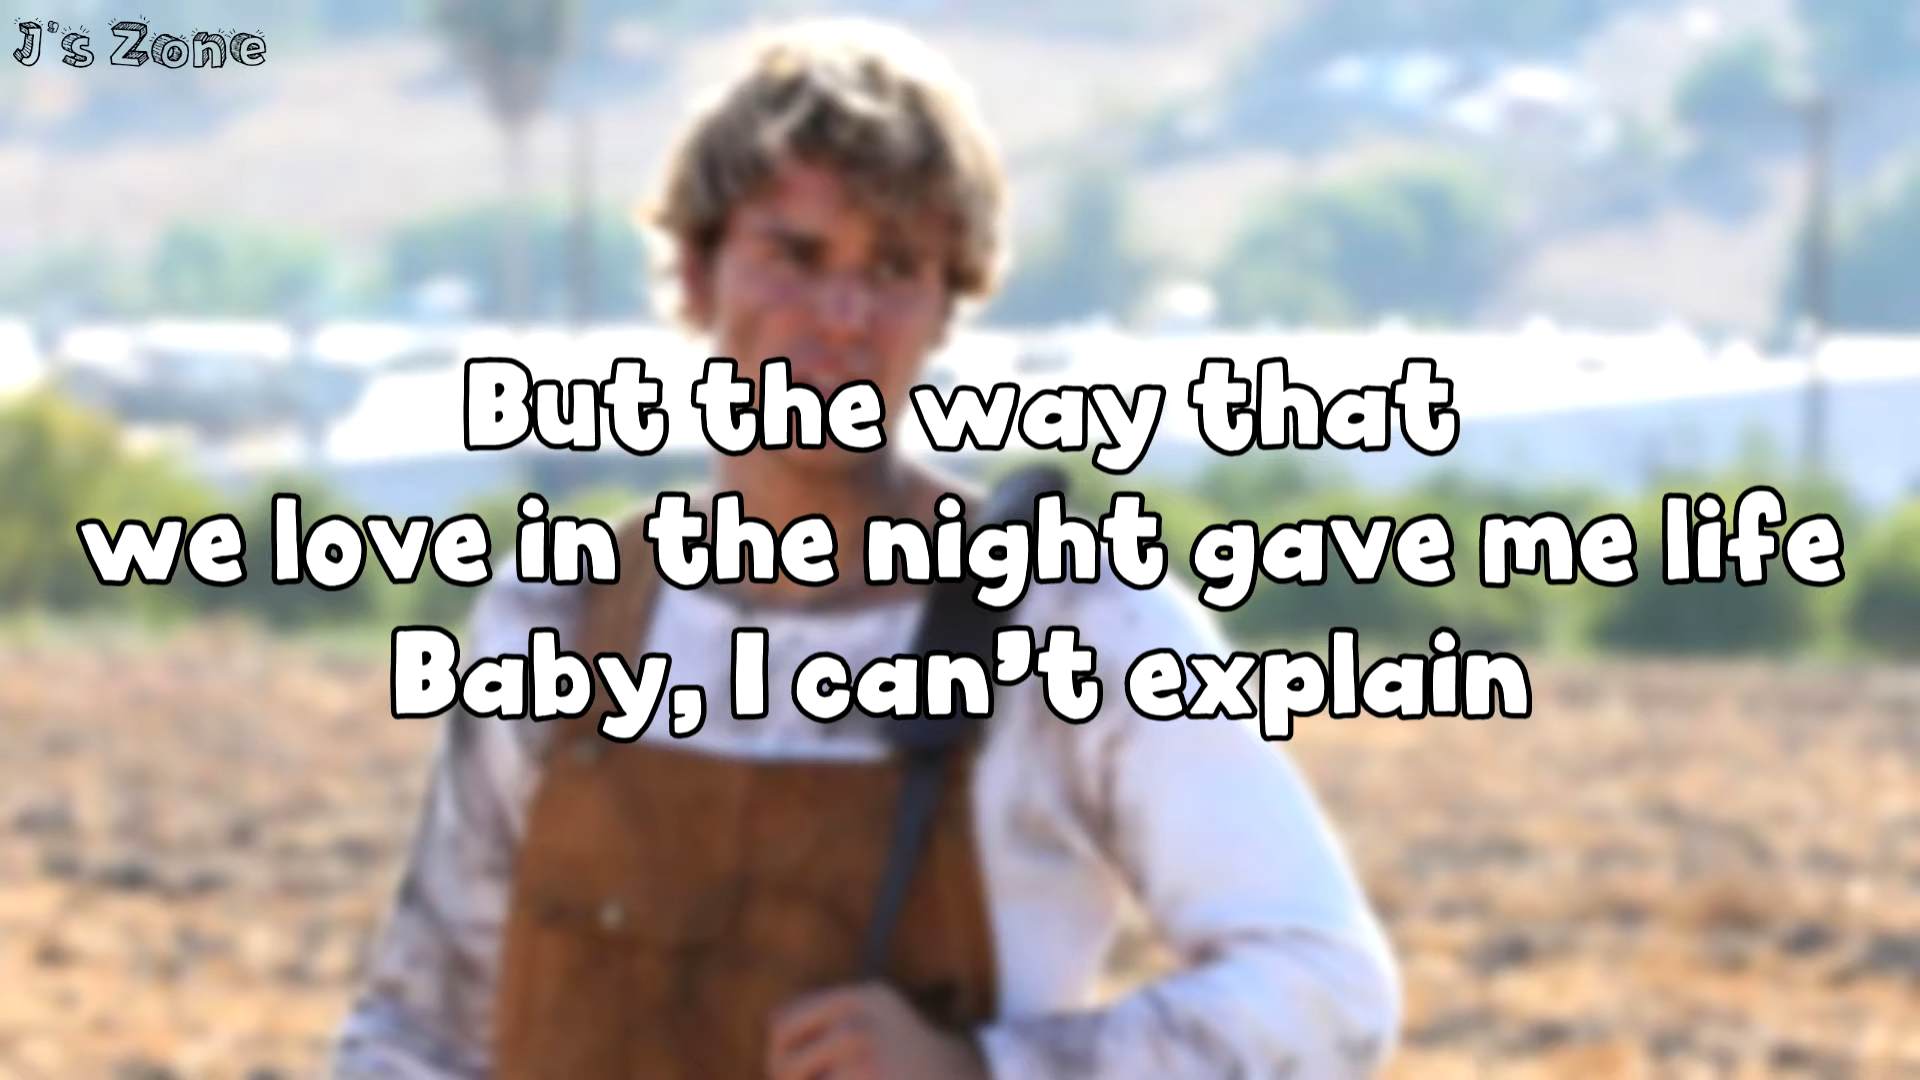 J's Zone
But the way that
we love in the night gave me life
Baby, I can't explain